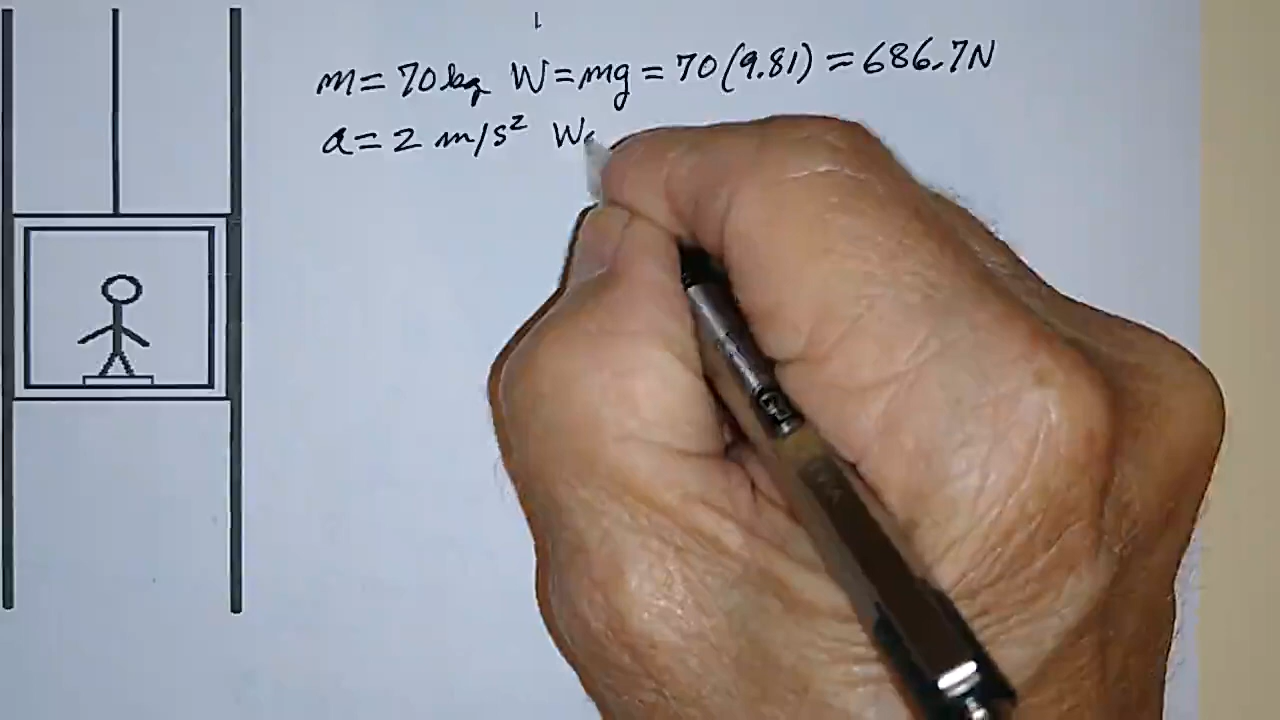 m = 70 kg W = mg = 70(9.81) = 686.7N
a = 2 m/s² W